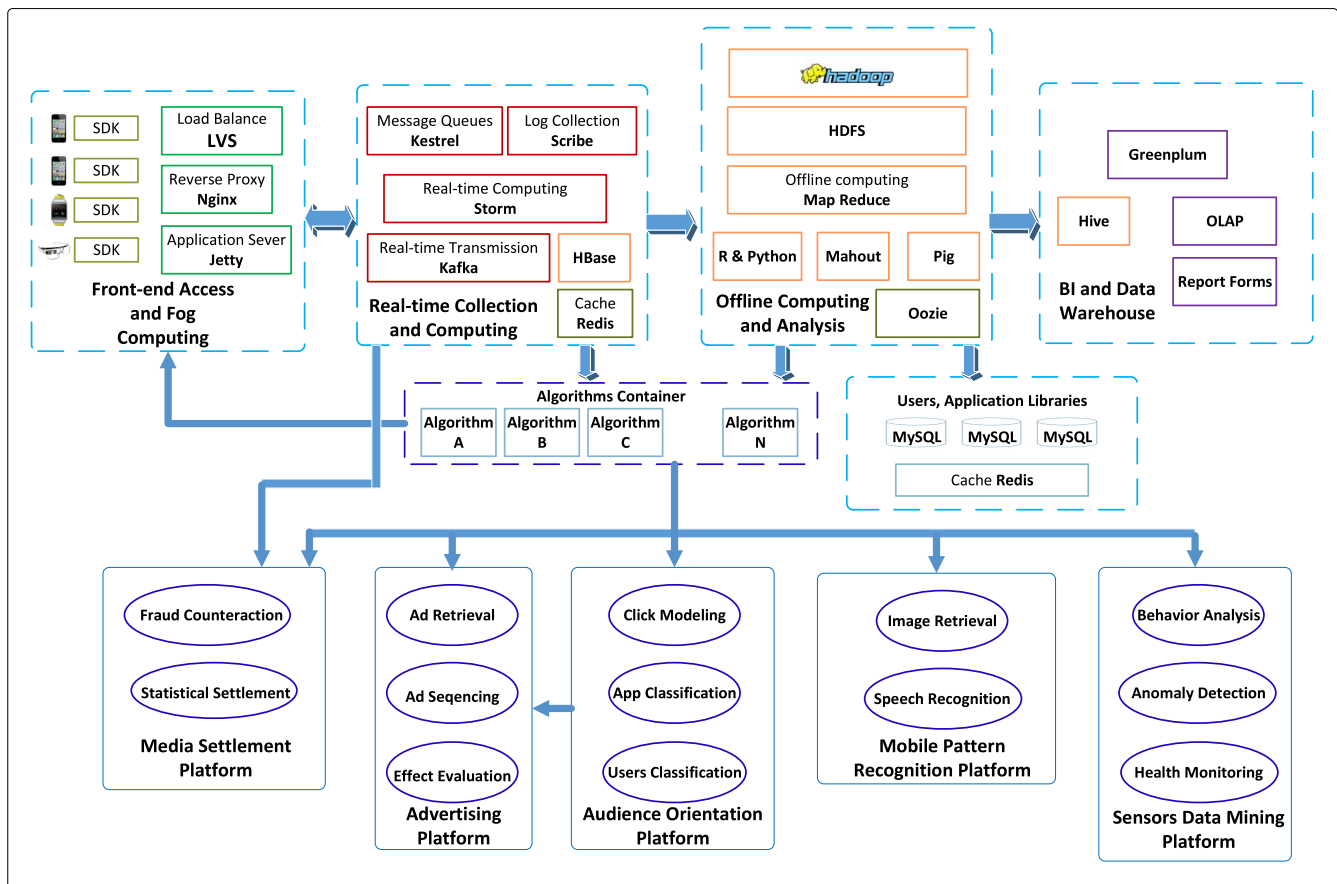 SDK
SDK
SDK
SDK
Load Balance
LVS
Reverse Proxy
Nginx
Application Sever
Jetty
Front-end Access
and Fog
Computing
Message Queues
Kestrel
Log Collection
Scribe
Real-time Computing
Storm
Real-time Transmission
Kafka
HBase
Cache
Redis
Real-time Collection
and Computing
hadoop
HDFS
Offline computing
Map Reduce
R & Python
Mahout
Pig
Oozie
Offline Computing
and Analysis
Greenplum
Hive
OLAP
Report Forms
BI and Data
Warehouse
Algorithms Container
Algorithm
A
Algorithm
B
Algorithm
C
Algorithm
N
Users, Application Libraries
MySQL
MySQL
MySQL
Cache Redis
Fraud Counteraction
Statistical Settlement
Media Settlement
Platform
Ad Retrieval
Ad Seqencing
Effect Evaluation
Advertising
Platform
Click Modeling
App Classification
Users Classification
Audience Orientation
Platform
Image Retrieval
Speech Recognition
Mobile Pattern
Recognition Platform
Behavior Analysis
Anomaly Detection
Health Monitoring
Sensors Data Mining
Platform